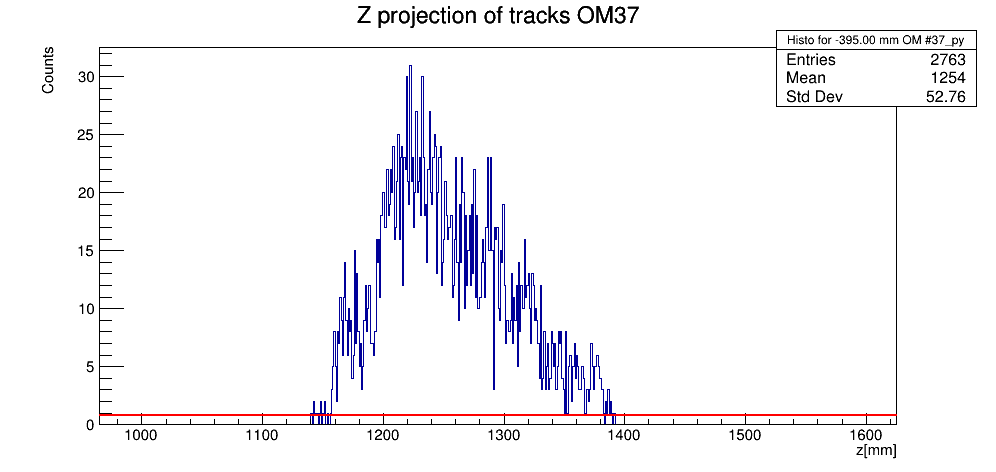 Z projection of tracks OM37
Histo for -395.00 mm OM #37_py
Entries 2763
Mean 1254
Std Dev 52.76
Counts
30
25
20
15
10
5
0
1000 1100 1200 1300 1400 1500 1600
z[mm]